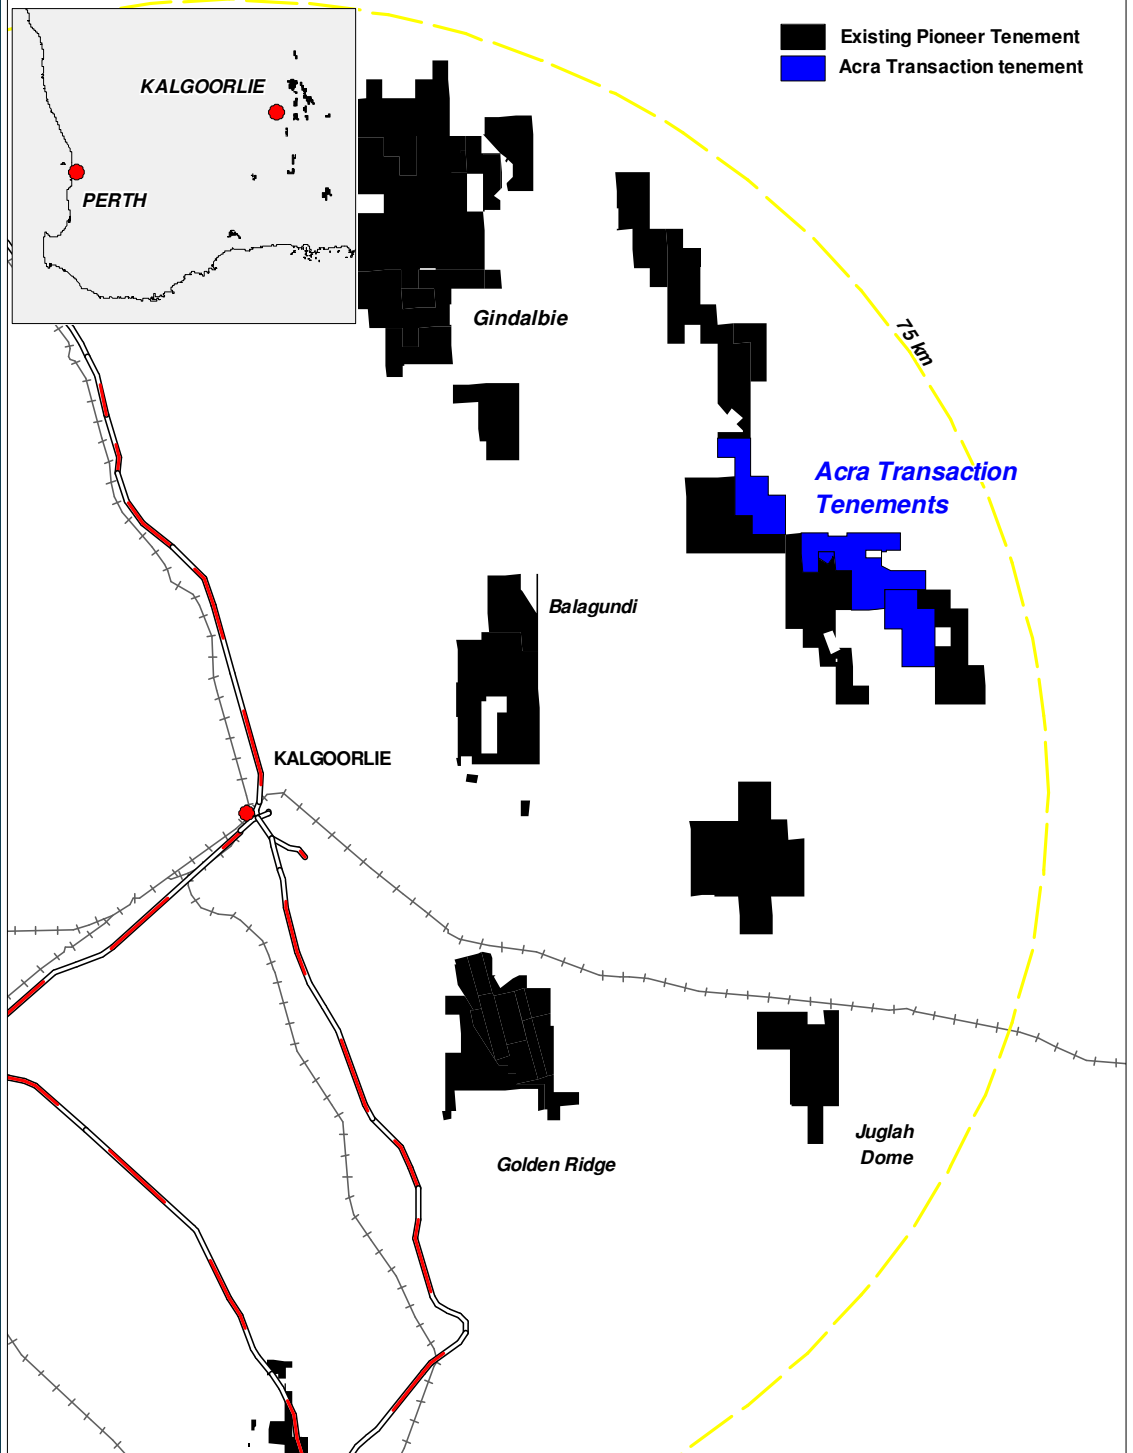 Existing Pioneer Tenement
Acra Transaction tenement
KALGOORLIE
PERTH
Gindalbie
75 km
Acra Transaction
Tenements
Balagundi
KALGOORLIE
Juglah
Dome
Golden Ridge